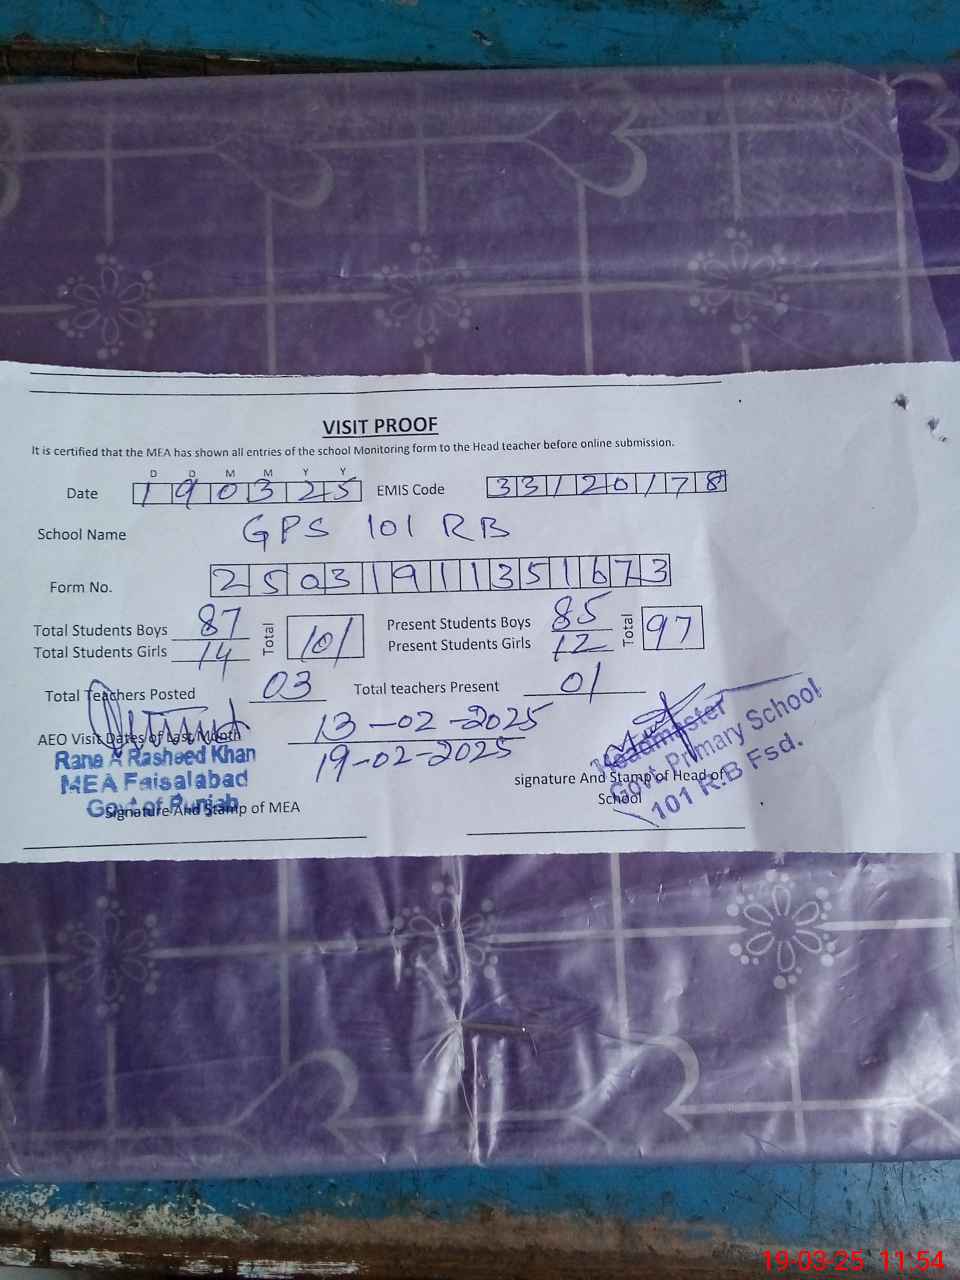 VISIT PROOF
It is certified that the MEA has shown all entries of the school Monitoring form to the Head teacher before online submission.
D D M M Y Y
Date 190325 EMIS Code 33120178
School Name GPS 101 RB
Form No. 25031911351673
Total Students Boys 87 Total 101 Present Students Boys 85 Total 97
Total Students Girls 14 Present Students Girls 12
Total Teachers Posted 03 Total teachers Present 01
AEO Visit Dates of Last Month 13-02-2025
19-02-2025
Rana A Rasheed Khan
MEA Faisalabad
Govt of Punjab
Signature And Stamp of MEA
signature And Stamp of Head of
School
Headmaster
Govt. Primary School
101 R.B Fsd.
19-03-25 11:54